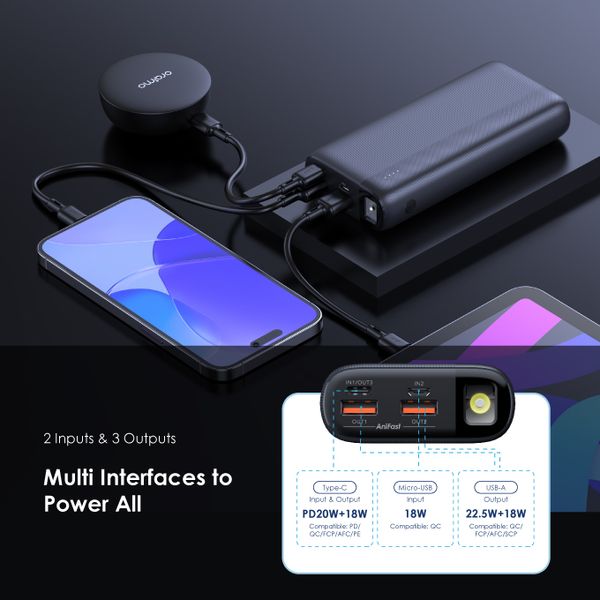 oraimo
IN1/OUT3
IN2
OUT1
OUT2
AniFast
2 Inputs & 3 Outputs
Multi Interfaces to
Power All
Type-C
Input & Output
PD20W+18W
Compatible: PD/
QC/FCP/AFC/PE
Micro-USB
Input
18W
Compatible: QC
USB-A
Output
22.5W+18W
Compatible: QC/
FCP/AFC/SCP